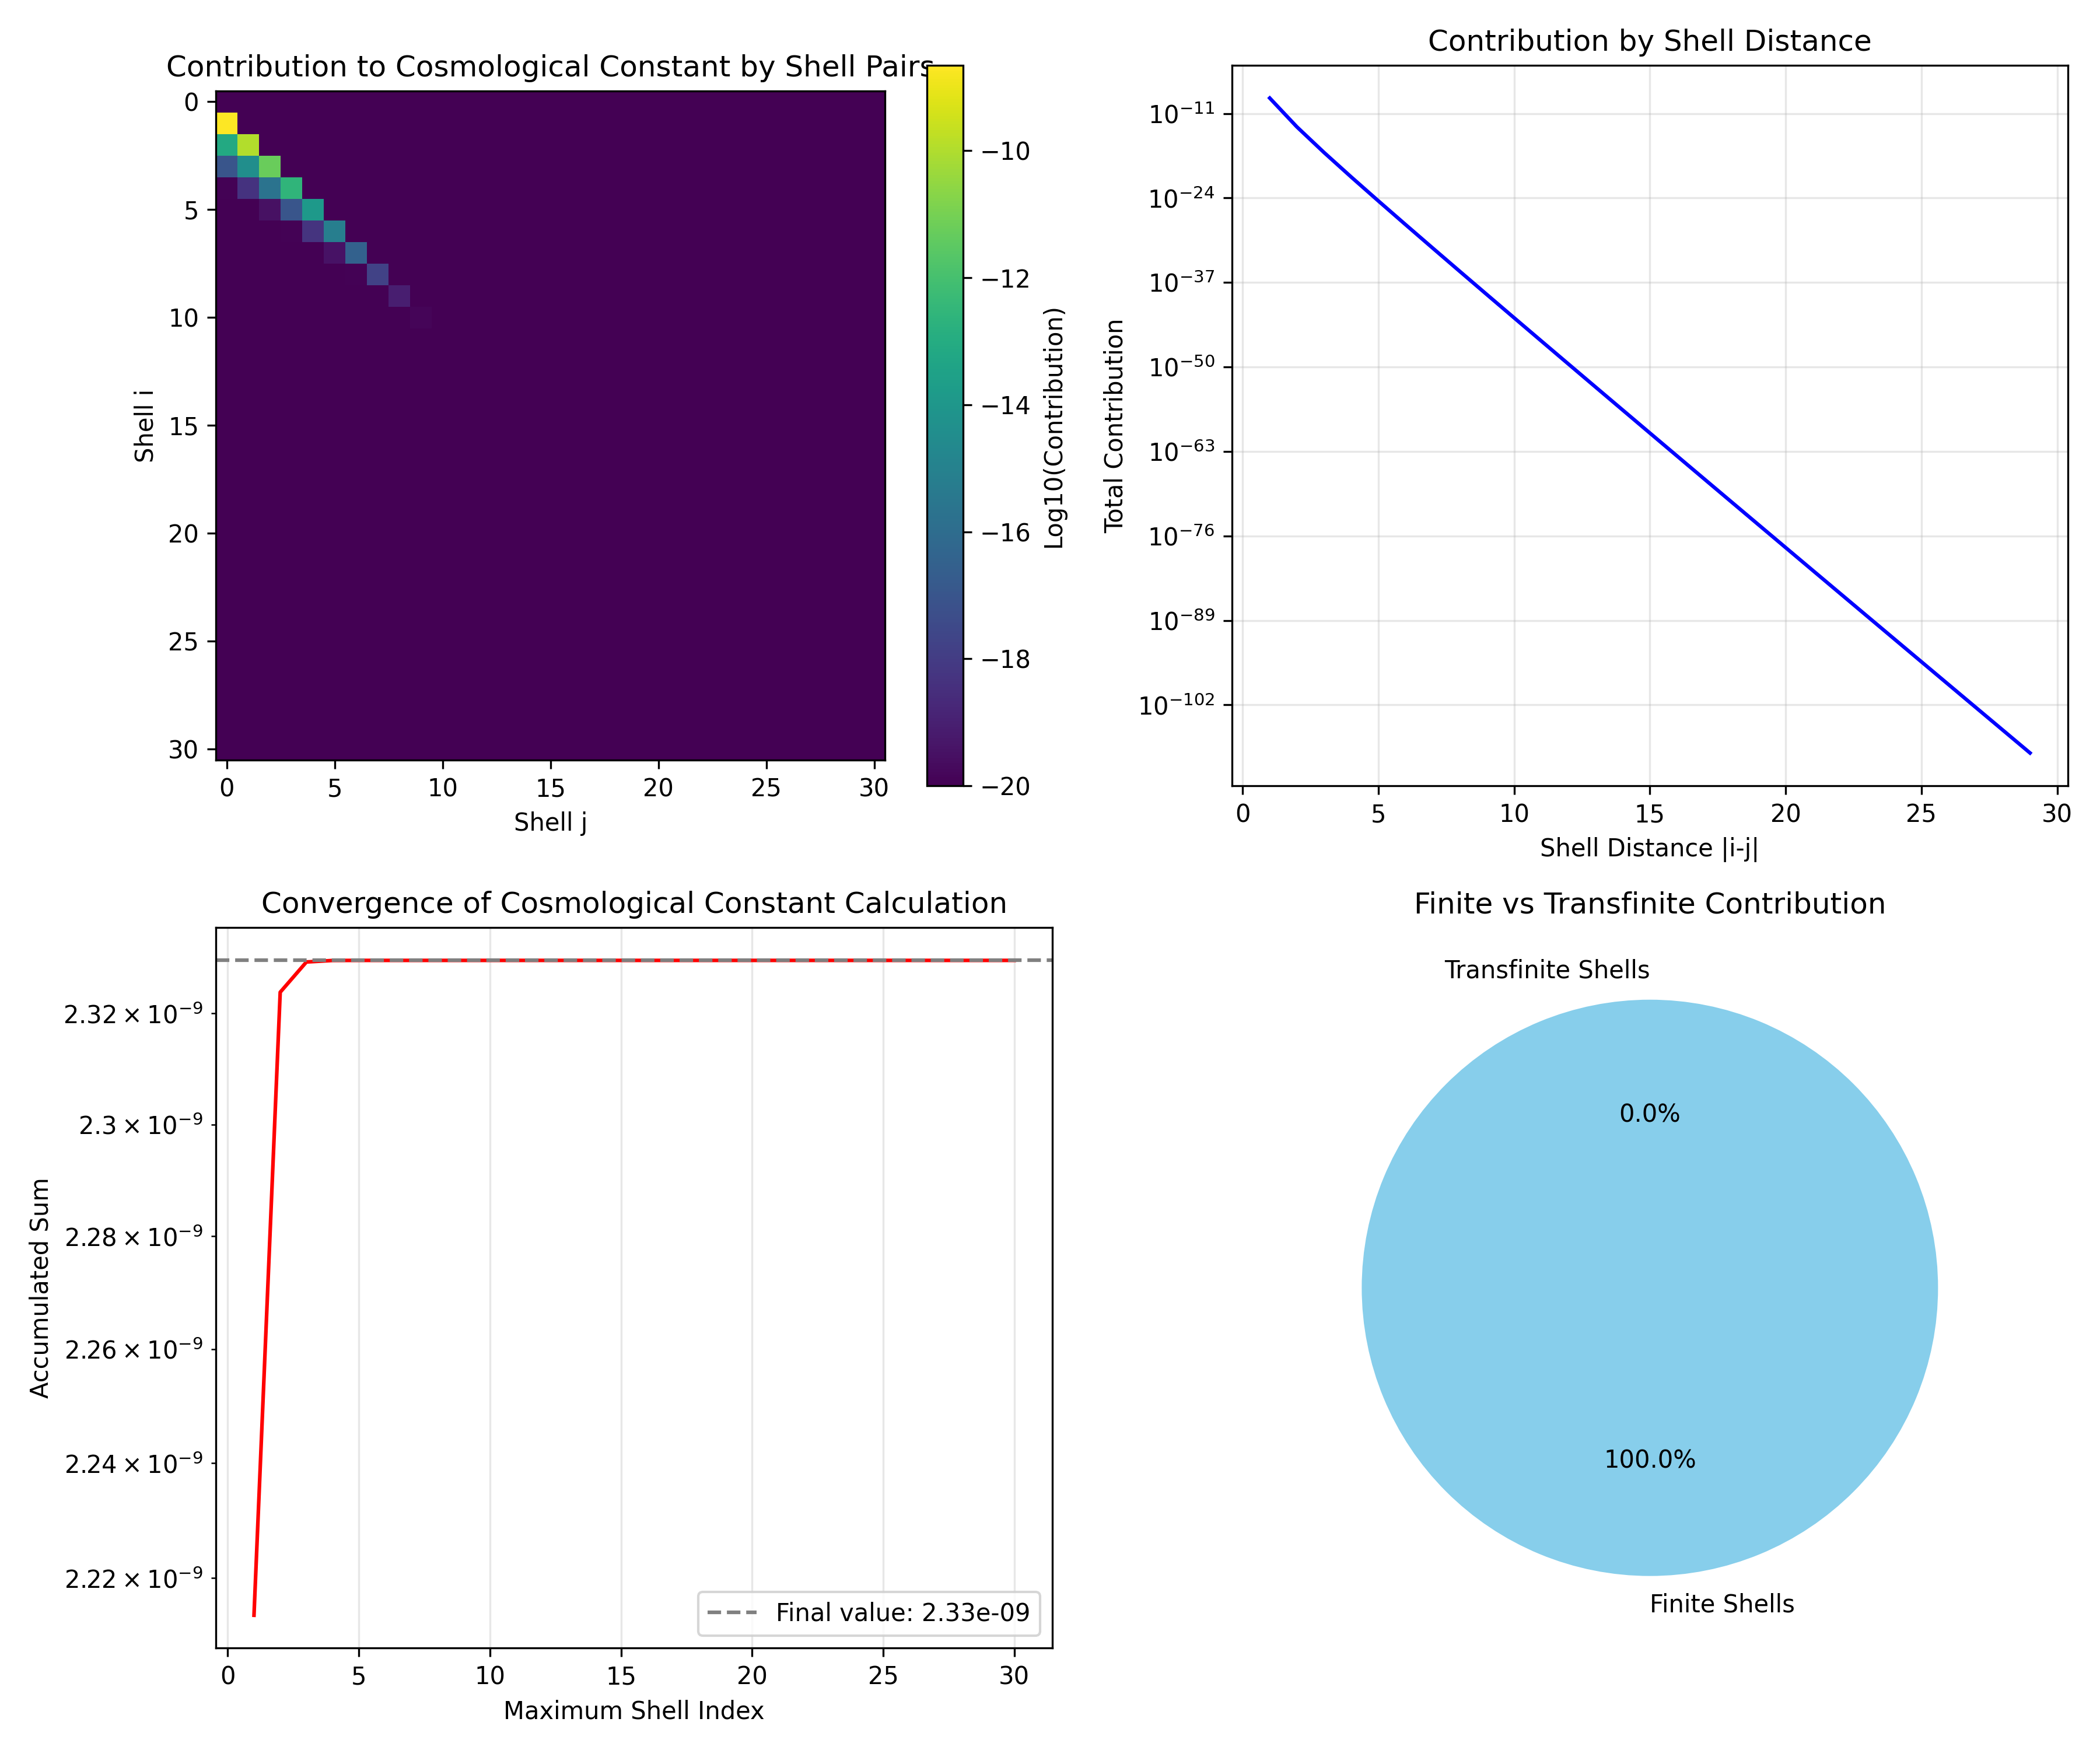 Contribution to Cosmological Constant by Shell Pairs
0
5
10
15
20
25
30
Shell i
0 5 10 15 20 25 30
Shell j
−10
−12
−14
−16
−18
−20
Log10(Contribution)
Contribution by Shell Distance
10⁻¹¹
10⁻²⁴
10⁻³⁷
10⁻⁵⁰
10⁻⁶³
10⁻⁷⁶
10⁻⁸⁹
10⁻¹⁰²
Total Contribution
0 5 10 15 20 25 30
Shell Distance |i-j|
Convergence of Cosmological Constant Calculation
2.32 × 10⁻⁹
2.3 × 10⁻⁹
2.28 × 10⁻⁹
2.26 × 10⁻⁹
2.24 × 10⁻⁹
2.22 × 10⁻⁹
Accumulated Sum
Final value: 2.33e-09
0 5 10 15 20 25 30
Maximum Shell Index
Finite vs Transfinite Contribution
Transfinite Shells
0.0%
100.0%
Finite Shells